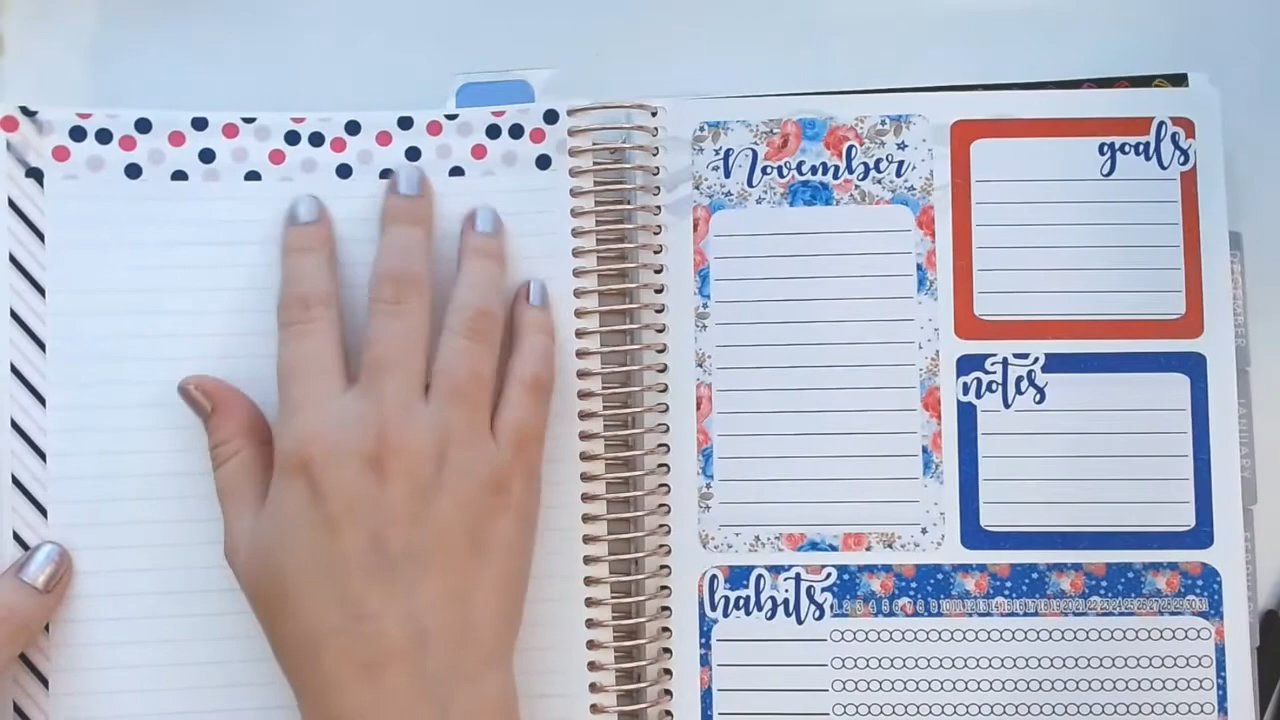 November
goals
notes
habits
1 2 3 4 5 6 7 8 9 10 11 12 13 14 15 16 17 18 19 20 21 22 23 24 25 26 27 28 29 30 31
DECEMBER
JANUARY